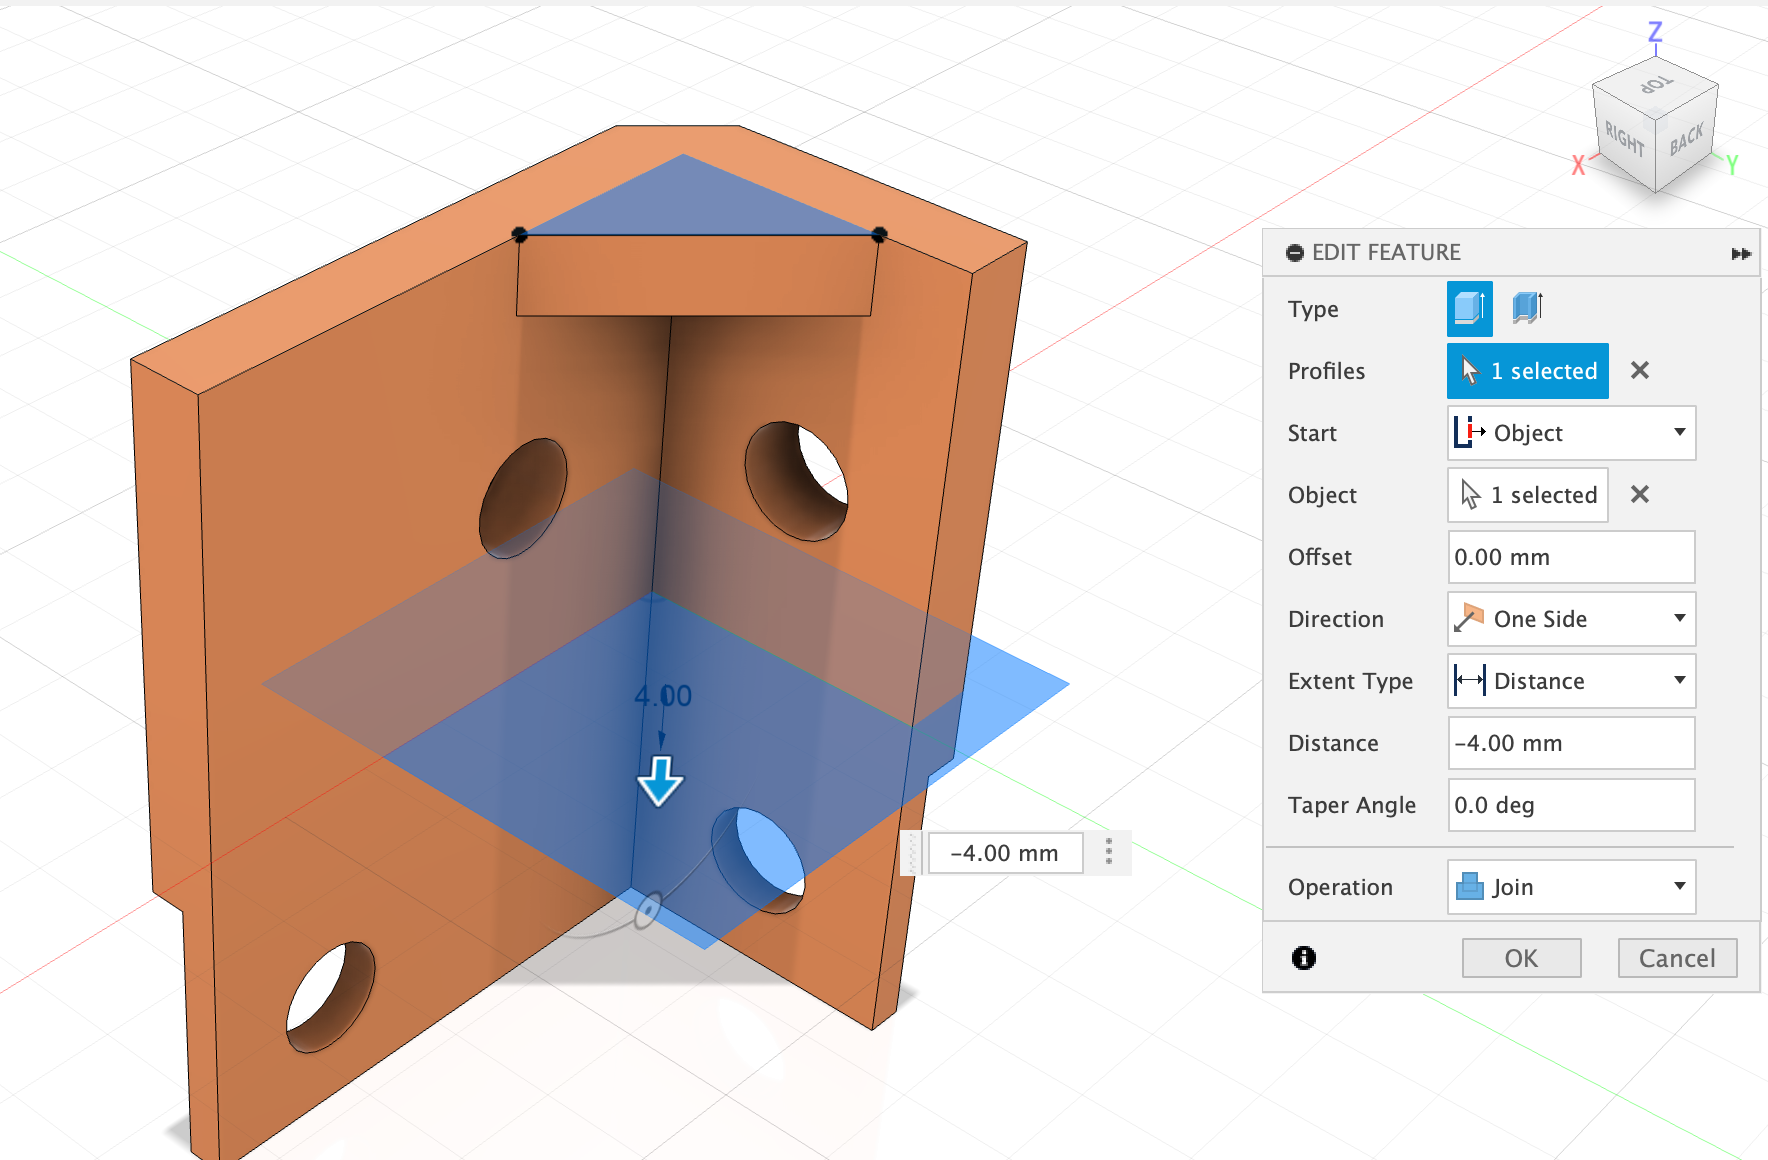 Z
TOP
RIGHT
BACK
X
Y
EDIT FEATURE
Type
Profiles
1 selected
Start
Object
Object
1 selected
Offset
0.00 mm
Direction
One Side
Extent Type
Distance
4.00
Distance
-4.00 mm
Taper Angle
0.0 deg
-4.00 mm
Operation
Join
OK
Cancel